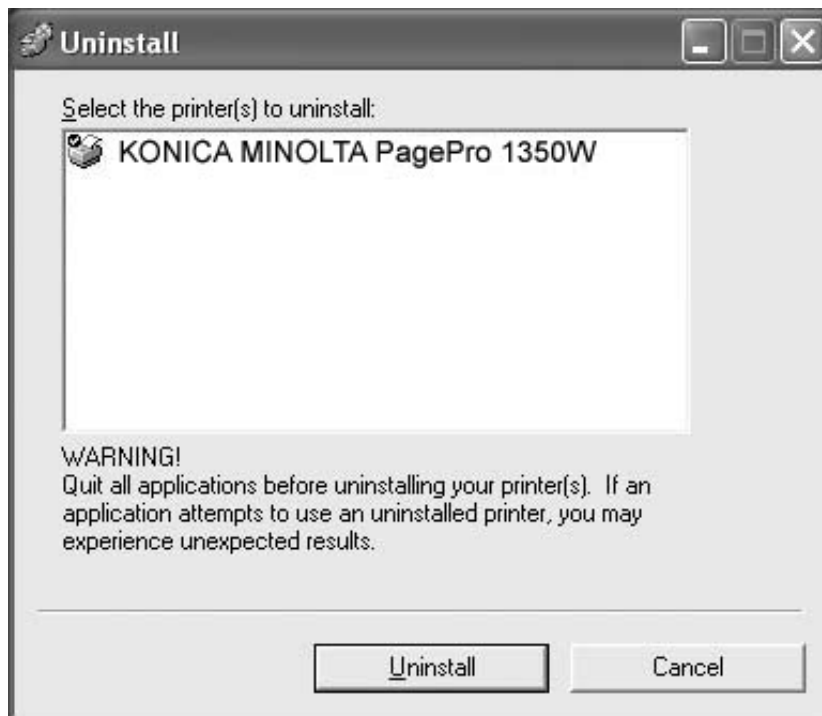 Uninstall
Select the printer(s) to uninstall:
KONICA MINOLTA PagePro 1350W
WARNING!
Quit all applications before uninstalling your printer(s).  If an
application attempts to use an uninstalled printer, you may
experience unexpected results.
Uninstall
Cancel